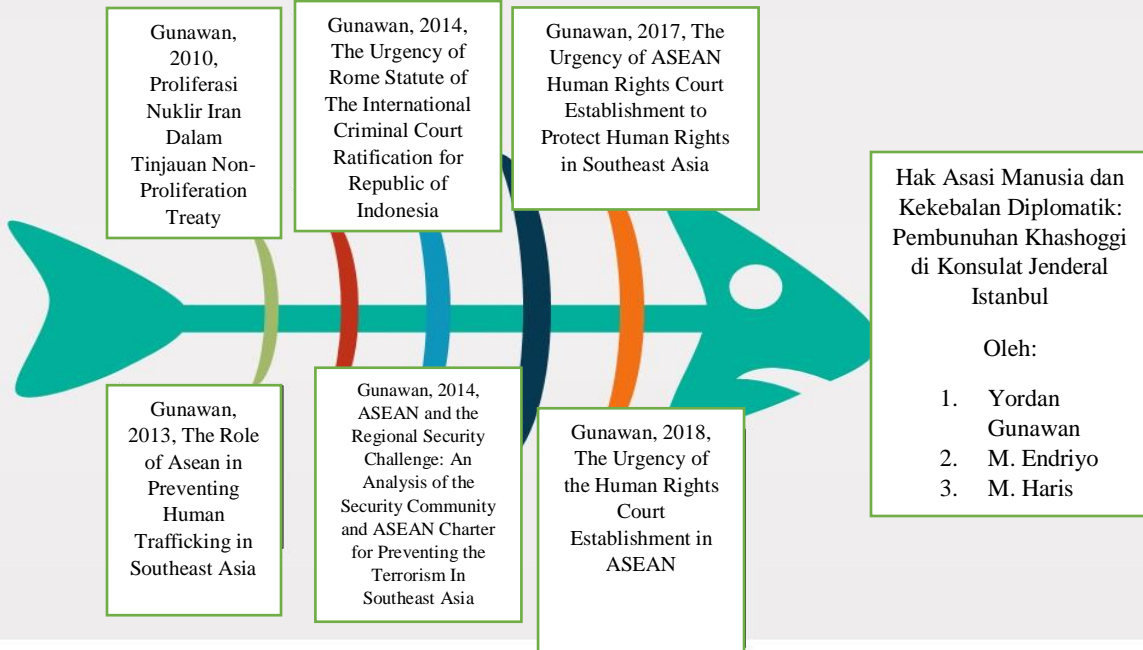 Gunawan,
2010,
Proliferasi
Nuklir Iran
Dalam
Tinjauan Non-
Proliferation
Treaty
Gunawan, 2014,
The Urgency of
Rome Statute of
The International
Criminal Court
Ratification for
Republic of
Indonesia
Gunawan, 2017, The
Urgency of ASEAN
Human Rights Court
Establishment to
Protect Human Rights
in Southeast Asia
Hak Asasi Manusia dan
Kekebalan Diplomatik:
Pembunuhan Khashoggi
di Konsulat Jenderal
Istanbul
Oleh:
1. Yordan
Gunawan
2. M. Endriyo
3. M. Haris
Gunawan,
2013, The Role
of Asean in
Preventing
Human
Trafficking in
Southeast Asia
Gunawan, 2014,
ASEAN and the
Regional Security
Challenge: An
Analysis of the
Security Community
and ASEAN Charter
for Preventing the
Terrorism In
Southeast Asia
Gunawan, 2018,
The Urgency of
the Human Rights
Court
Establishment in
ASEAN